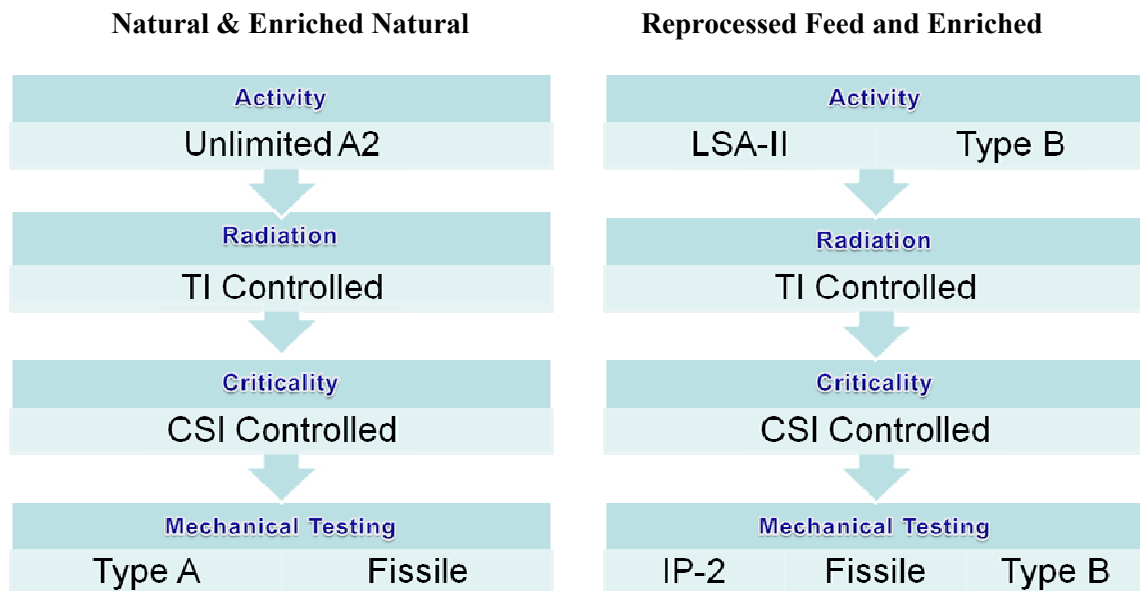 Natural & Enriched Natural
Activity
Unlimited A2
Radiation
TI Controlled
Criticality
CSI Controlled
Mechanical Testing
Type A Fissile
Reprocessed Feed and Enriched
Activity
LSA-II Type B
Radiation
TI Controlled
Criticality
CSI Controlled
Mechanical Testing
IP-2 Fissile Type B